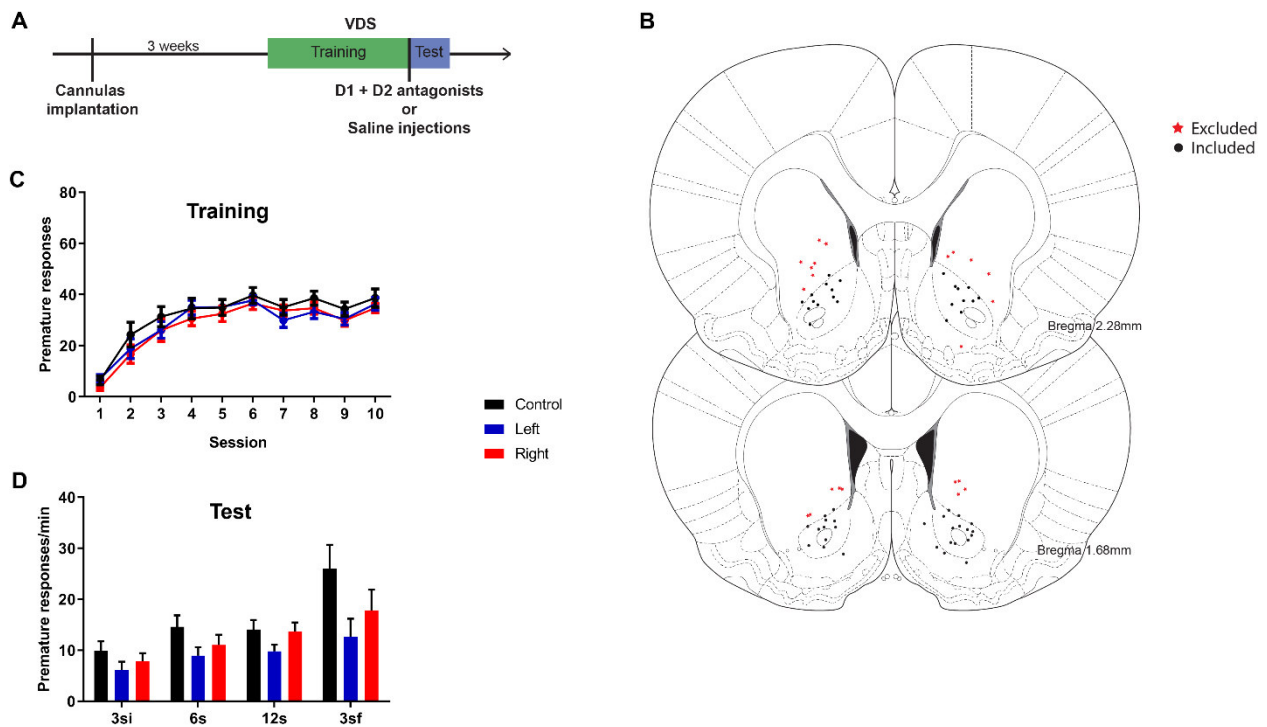 A
VDS
3 weeks
Training
Test
Cannulas
implantation
D1 + D2 antagonists
or
Saline injections
B
Excluded
Included
Bregma 2.28mm
Bregma 1.68mm
C
Training
Premature responses
80
60
40
20
0
1 2 3 4 5 6 7 8 9 10
Session
Control
Left
Right
D
Test
Premature responses/min
40
30
20
10
0
3si 6s 12s 3sf